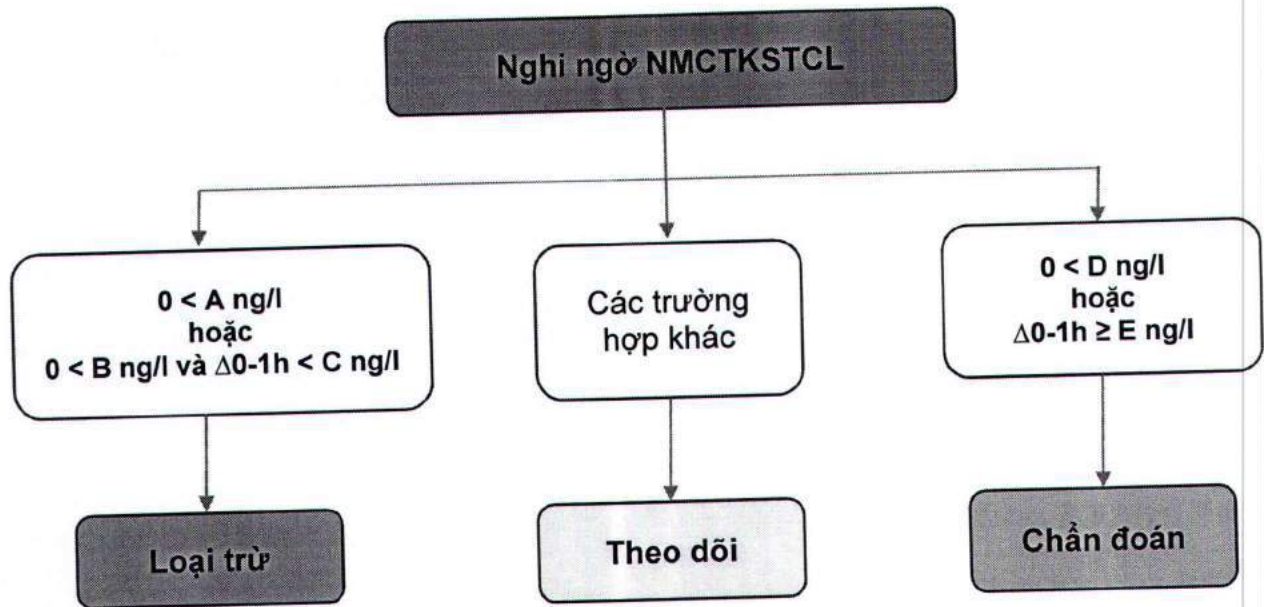 Nghi ngờ NMCTKSTCL
0 < A ng/l
hoặc
0 < B ng/l và Δ0-1h < C ng/l
Các trường
hợp khác
0 < D ng/l
hoặc
Δ0-1h ≥ E ng/l
Loại trừ
Theo dõi
Chẩn đoán